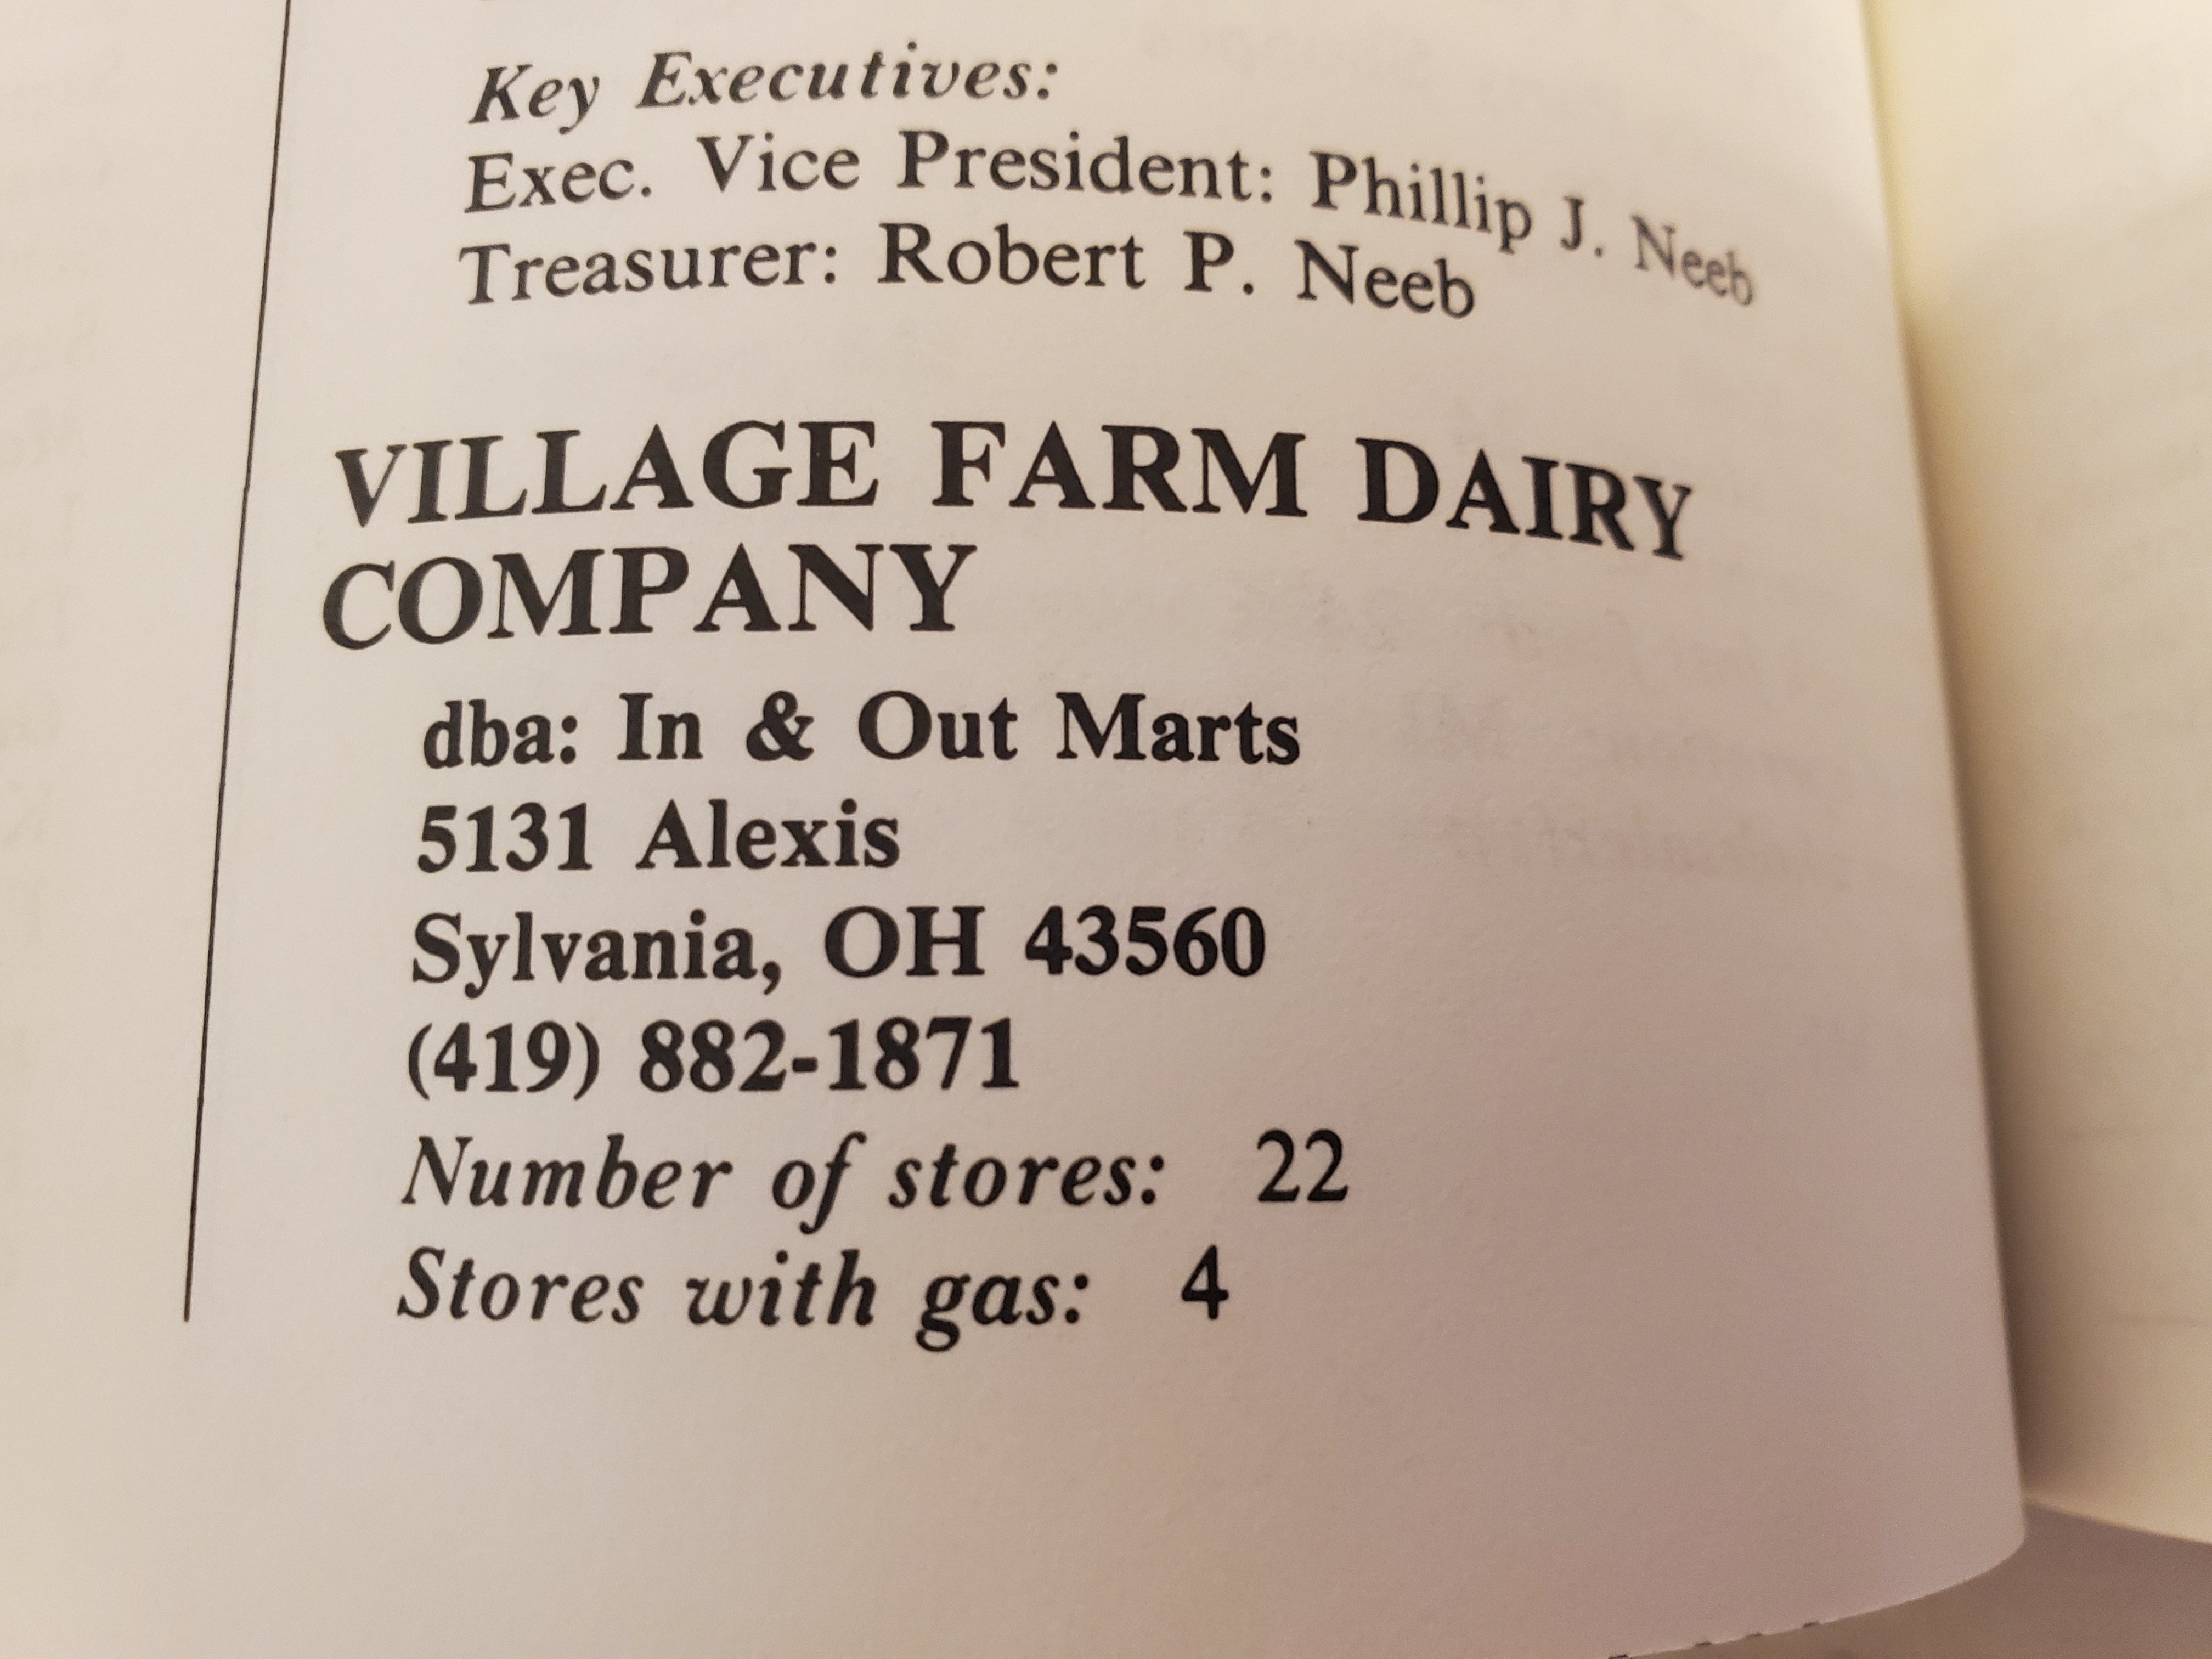 Key Executives:
Exec. Vice President: Phillip J. Neeb
Treasurer: Robert P. Neeb
VILLAGE FARM DAIRY
COMPANY
dba: In & Out Marts
5131 Alexis
Sylvania, OH 43560
(419) 882-1871
Number of stores: 22
Stores with gas: 4